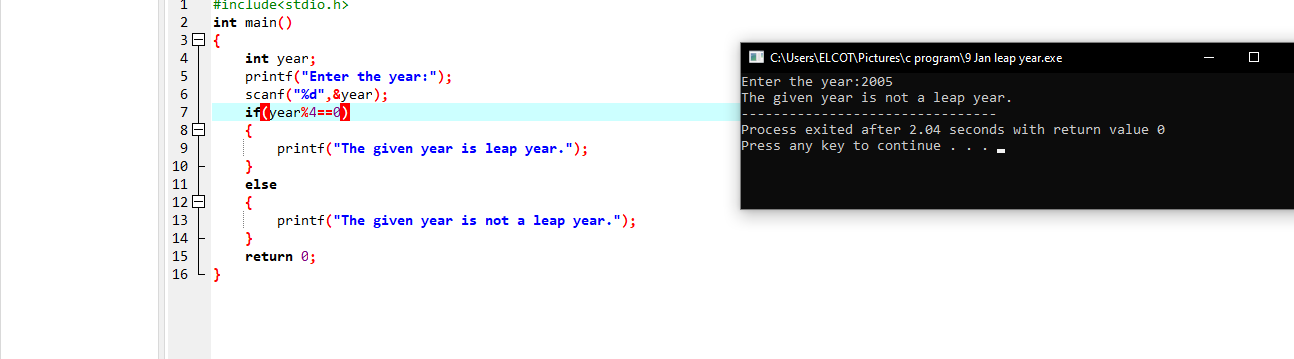 1 #include<stdio.h>
2 int main()
3 {
4 int year;
5 printf("Enter the year:");
6 scanf("%d",&year);
7 if(year%4==0)
8 {
9 printf("The given year is leap year.");
10 }
11 else
12 {
13 printf("The given year is not a leap year.");
14 }
15 return 0;
16 }
C:\Users\ELCOT\Pictures\c program\9 Jan leap year.exe
Enter the year:2005
The given year is not a leap year.
--------------------------------
Process exited after 2.04 seconds with return value 0
Press any key to continue . . .